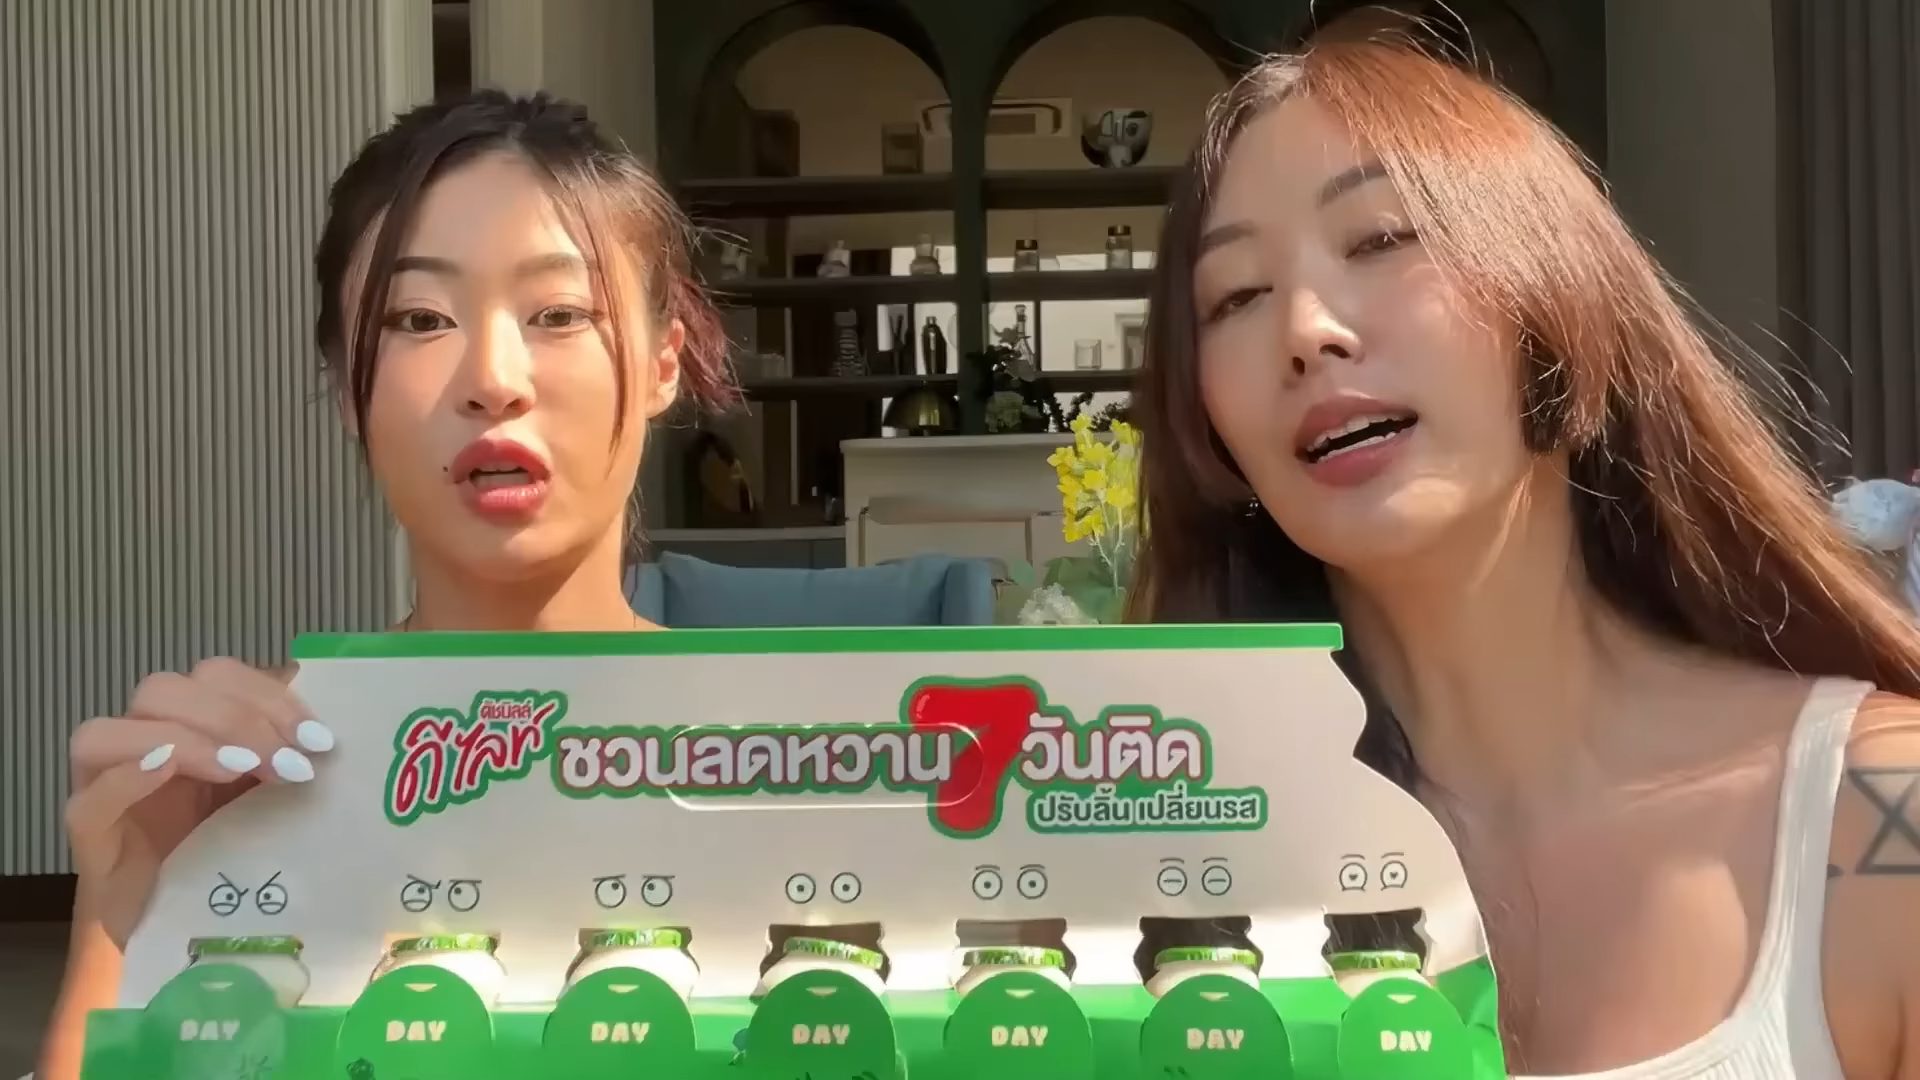 ดัชมิลล์
ดีไลท์
ชวนลดหวาน 7 วันติด
ปรับลิ้น เปลี่ยนรส
DAY DAY DAY DAY DAY DAY DAY